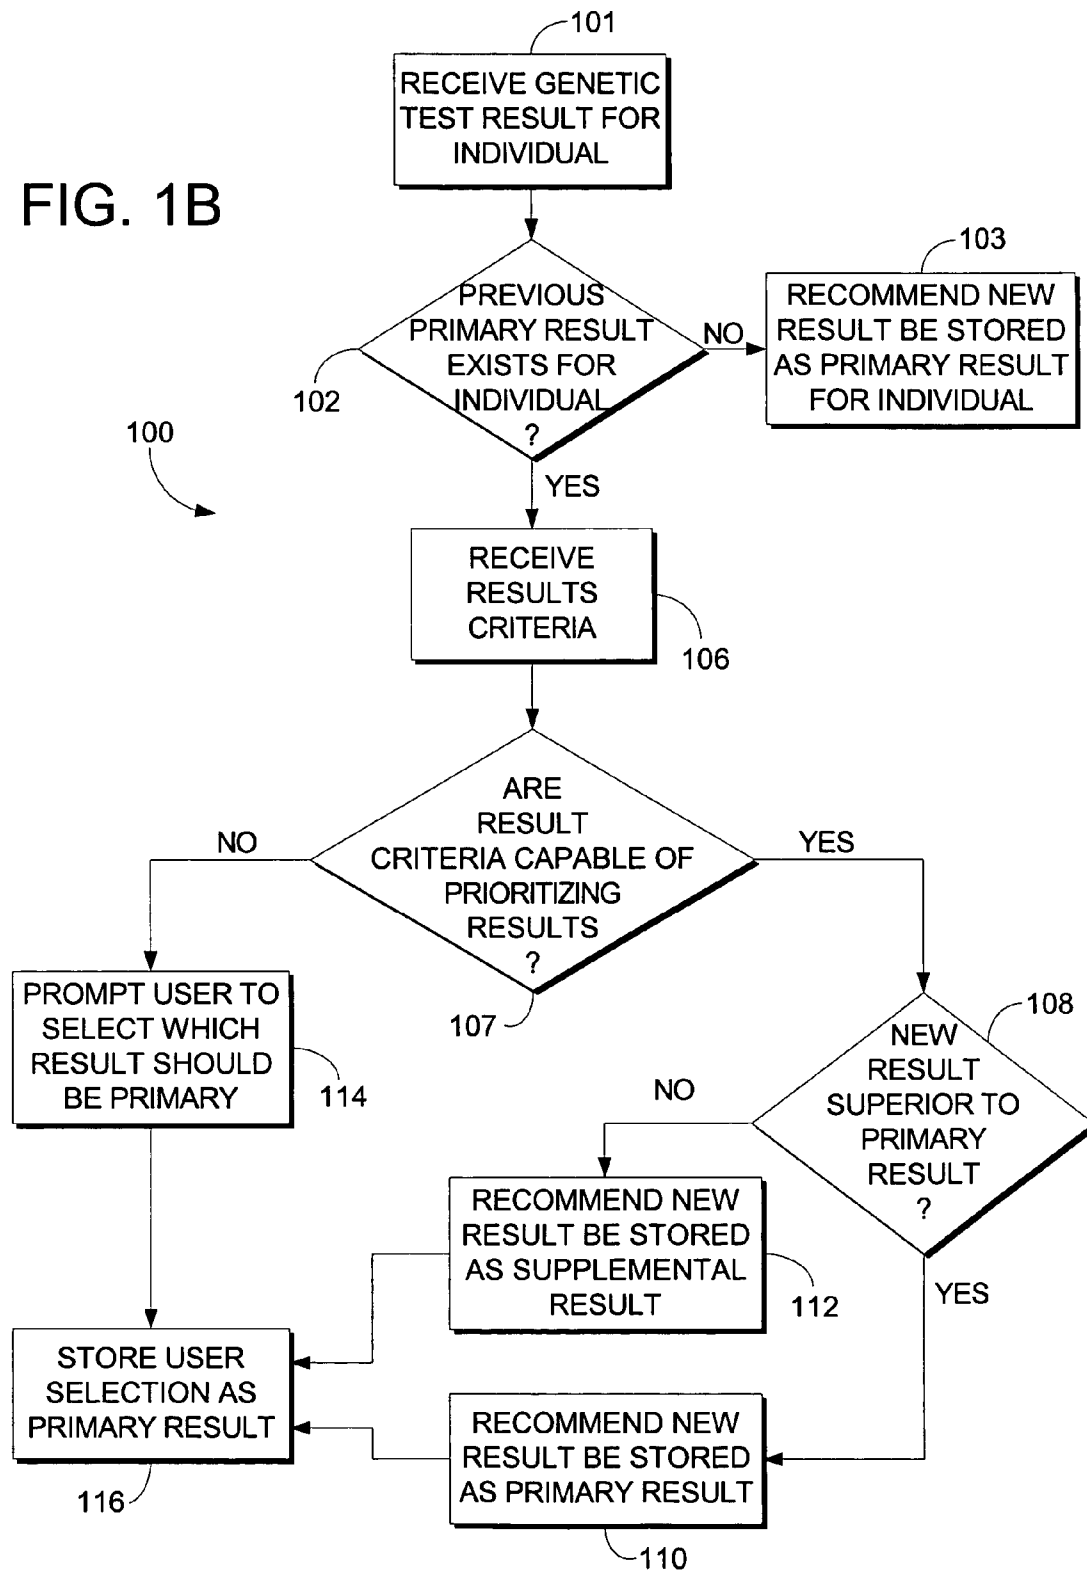 101
RECEIVE GENETIC
TEST RESULT FOR
INDIVIDUAL
FIG. 1B
103
PREVIOUS
PRIMARY RESULT
EXISTS FOR
INDIVIDUAL
?
NO
RECOMMEND NEW
RESULT BE STORED
AS PRIMARY RESULT
FOR INDIVIDUAL
102
100
YES
RECEIVE
RESULTS
CRITERIA
106
ARE
RESULT
CRITERIA CAPABLE OF
PRIORITIZING
RESULTS
?
NO
YES
107
PROMPT USER TO
SELECT WHICH
RESULT SHOULD
BE PRIMARY
114
108
NEW
RESULT
SUPERIOR TO
PRIMARY
RESULT
?
NO
YES
RECOMMEND NEW
RESULT BE STORED
AS SUPPLEMENTAL
RESULT
112
STORE USER
SELECTION AS
PRIMARY RESULT
116
RECOMMEND NEW
RESULT BE STORED
AS PRIMARY RESULT
110